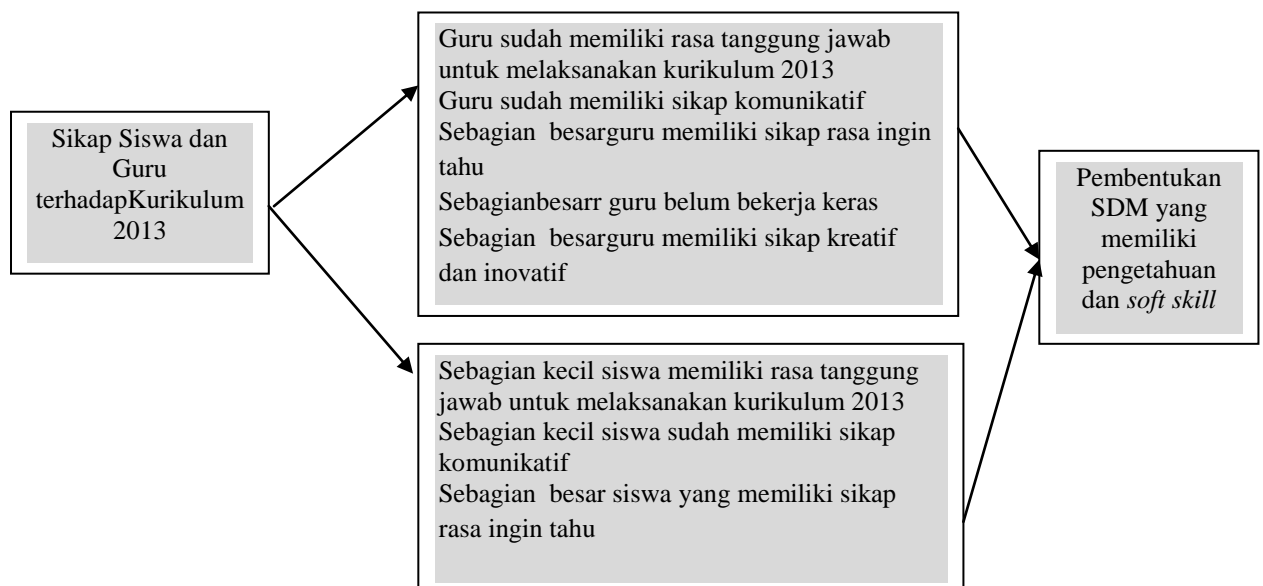 Sikap Siswa dan
Guru
terhadapKurikulum
2013
Guru sudah memiliki rasa tanggung jawab
untuk melaksanakan kurikulum 2013
Guru sudah memiliki sikap komunikatif
Sebagian besarguru memiliki sikap rasa ingin
tahu
Sebagianbesarr guru belum bekerja keras
Sebagian besarguru memiliki sikap kreatif
dan inovatif
Sebagian kecil siswa memiliki rasa tanggung
jawab untuk melaksanakan kurikulum 2013
Sebagian kecil siswa sudah memiliki sikap
komunikatif
Sebagian besar siswa yang memiliki sikap
rasa ingin tahu
Pembentukan
SDM yang
memiliki
pengetahuan
dan soft skill